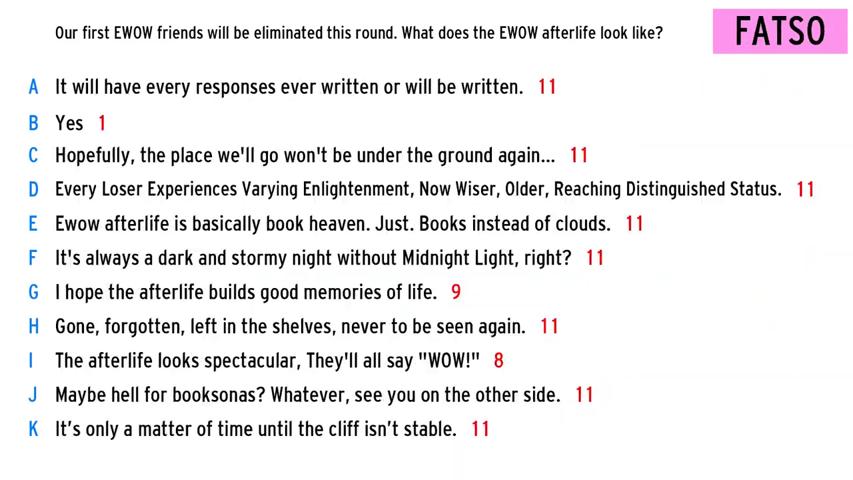 Our first EWOW friends will be eliminated this round. What does the EWOW afterlife look like?
FATSO
A It will have every responses ever written or will be written. 11
B Yes 1
C Hopefully, the place we'll go won't be under the ground again... 11
D Every Loser Experiences Varying Enlightenment, Now Wiser, Older, Reaching Distinguished Status. 11
E Ewow afterlife is basically book heaven. Just. Books instead of clouds. 11
F It's always a dark and stormy night without Midnight Light, right? 11
G I hope the afterlife builds good memories of life. 9
H Gone, forgotten, left in the shelves, never to be seen again. 11
I The afterlife looks spectacular, They'll all say "WOW!" 8
J Maybe hell for booksonas? Whatever, see you on the other side. 11
K It’s only a matter of time until the cliff isn’t stable. 11